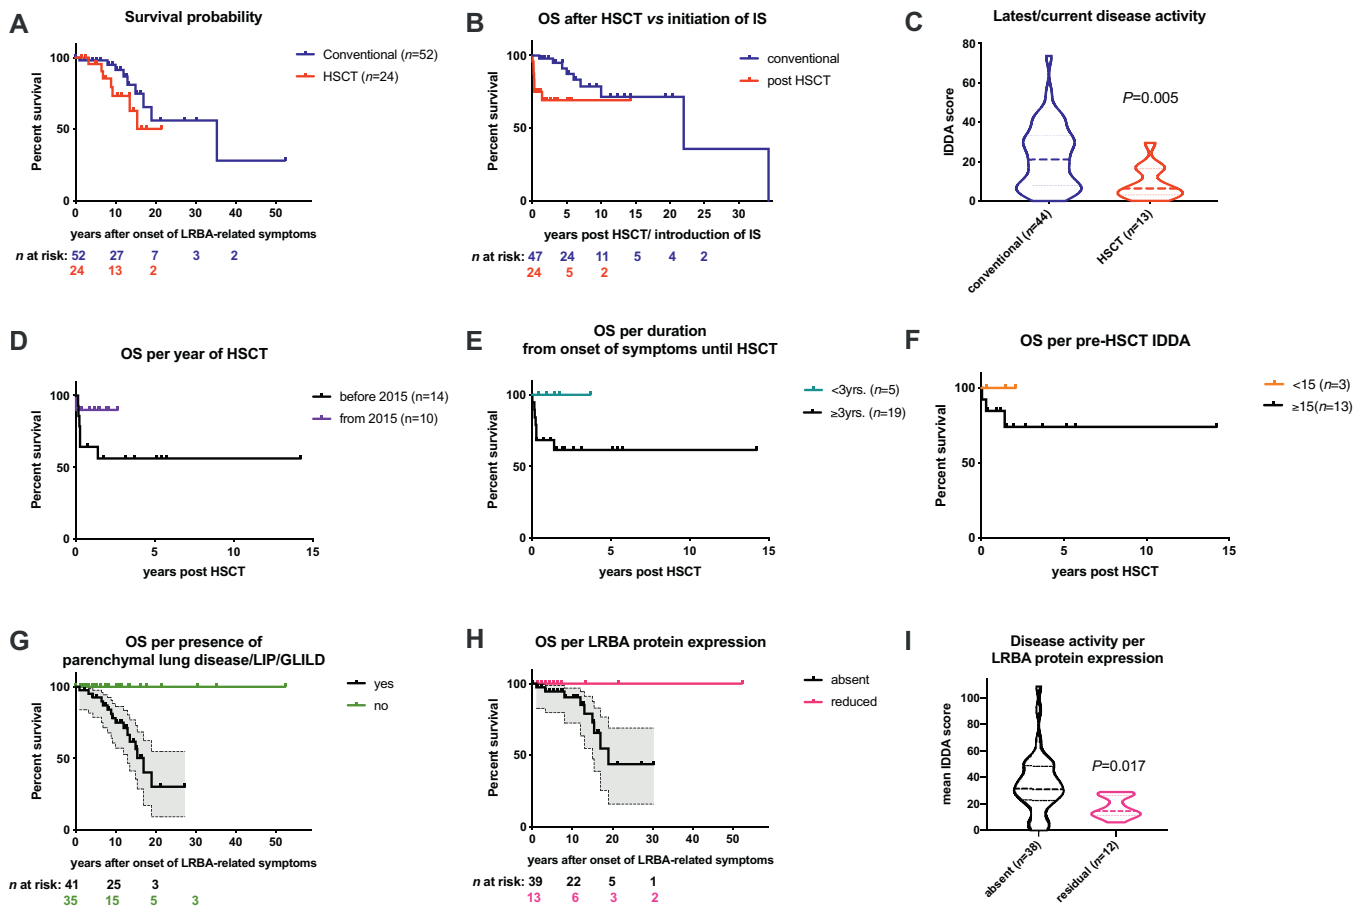 A
Survival probability
Percent survival
100
50
0
0 10 20 30 40 50
years after onset of LRBA-related symptoms
Conventional (n=52)
HSCT (n=24)
n at risk: 52 27 7 3 2
24 13 2
B
OS after HSCT vs initiation of IS
Percent survival
100
50
0
0 5 10 15 20 25 30
years post HSCT/ introduction of IS
conventional
post HSCT
n at risk: 47 24 11 5 4 2
24 5 2
C
Latest/current disease activity
IDDA score
80
60
40
20
0
P=0.005
conventional (n=44)
HSCT (n=13)
D
OS per year of HSCT
Percent survival
100
50
0
0 5 10 15
years post HSCT
before 2015 (n=14)
from 2015 (n=10)
E
OS per duration
from onset of symptoms until HSCT
Percent survival
100
50
0
0 5 10 15
years post HSCT
<3yrs. (n=5)
≥3yrs. (n=19)
F
OS per pre-HSCT IDDA
Percent survival
100
50
0
0 5 10 15
years post HSCT
<15 (n=3)
≥15(n=13)
G
OS per presence of
parenchymal lung disease/LIP/GLILD
Percent survival
100
50
0
0 10 20 30 40 50
years after onset of LRBA-related symptoms
yes
no
n at risk: 41 25 3
35 15 5 3
H
OS per LRBA protein expression
Percent survival
100
50
0
0 10 20 30 40 50
years after onset of LRBA-related symptoms
absent
reduced
n at risk: 39 22 5 1
13 6 3 2
I
Disease activity per
LRBA protein expression
mean IDDA score
100
80
60
40
20
0
P=0.017
absent (n=38)
residual (n=12)